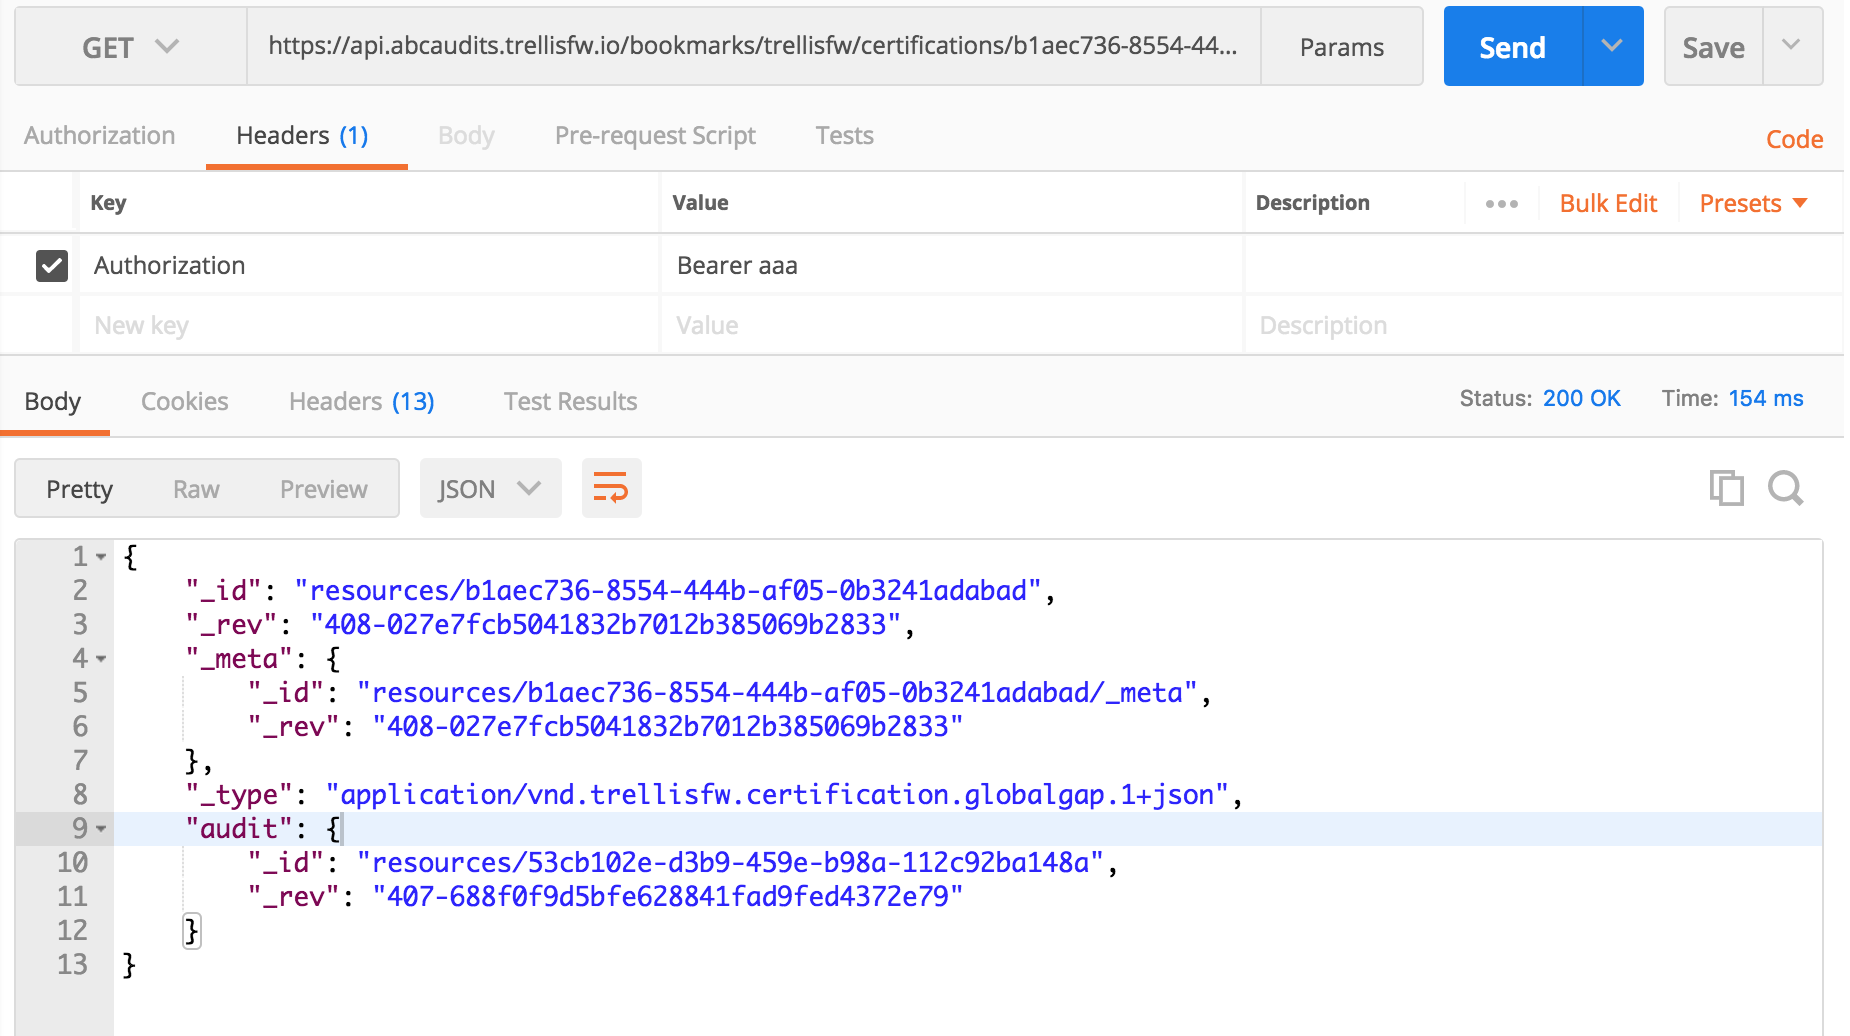 GET https://api.abcaudits.trellisfw.io/bookmarks/trellisfw/certifications/b1aec736-8554-44... Params Send Save
Authorization Headers (1) Body Pre-request Script Tests Code
Key Value Description ••• Bulk Edit Presets
Authorization Bearer aaa
New key Value Description
Body Cookies Headers (13) Test Results Status: 200 OK Time: 154 ms
Pretty Raw Preview JSON
1 {
2 "_id": "resources/b1aec736-8554-444b-af05-0b3241adabad",
3 "_rev": "408-027e7fcb5041832b7012b385069b2833",
4 "_meta": {
5 "_id": "resources/b1aec736-8554-444b-af05-0b3241adabad/_meta",
6 "_rev": "408-027e7fcb5041832b7012b385069b2833"
7 },
8 "_type": "application/vnd.trellisfw.certification.globalgap.1+json",
9 "audit": {
10 "_id": "resources/53cb102e-d3b9-459e-b98a-112c92ba148a",
11 "_rev": "407-688f0f9d5bfe628841fad9fed4372e79"
12 }
13 }